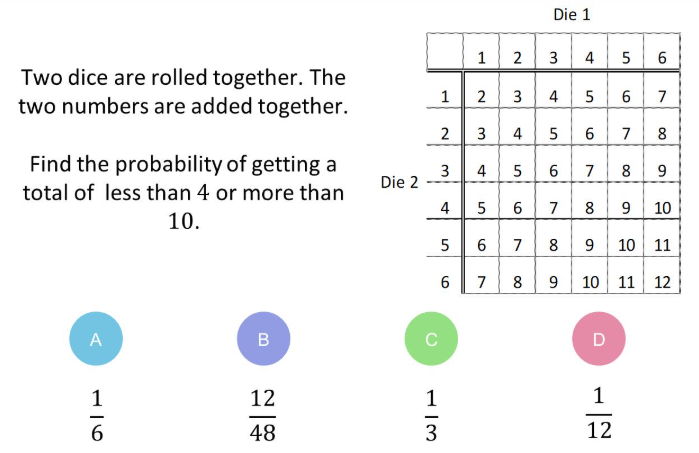 Two dice are rolled together. The
two numbers are added together.
Find the probability of getting a
total of less than 4 or more than
10.
Die 1
1 2 3 4 5 6
Die 2
1 2 3 4 5 6 7
2 3 4 5 6 7 8
3 4 5 6 7 8 9
4 5 6 7 8 9 10
5 6 7 8 9 10 11
6 7 8 9 10 11 12
A B C D
1/6 12/48 1/3 1/12